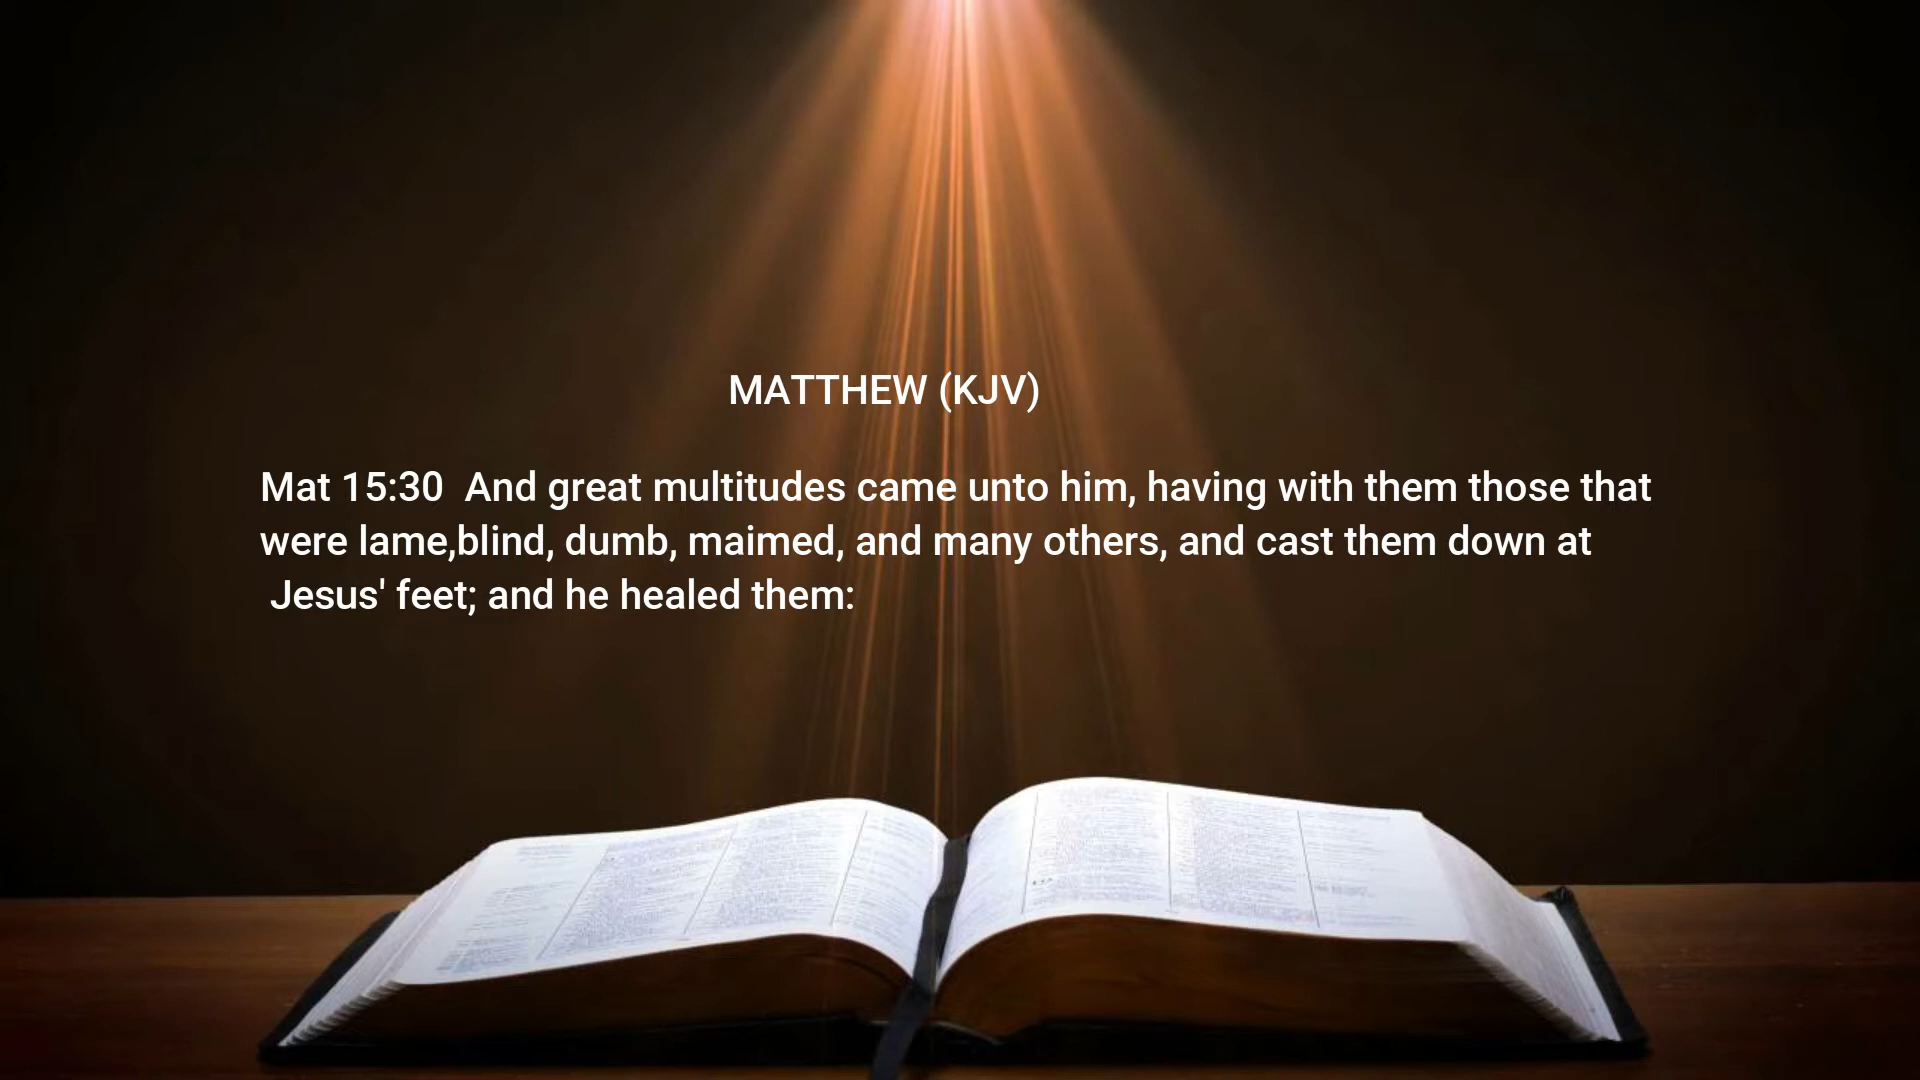 MATTHEW (KJV)
Mat 15:30  And great multitudes came unto him, having with them those that
were lame,blind, dumb, maimed, and many others, and cast them down at
Jesus' feet; and he healed them: